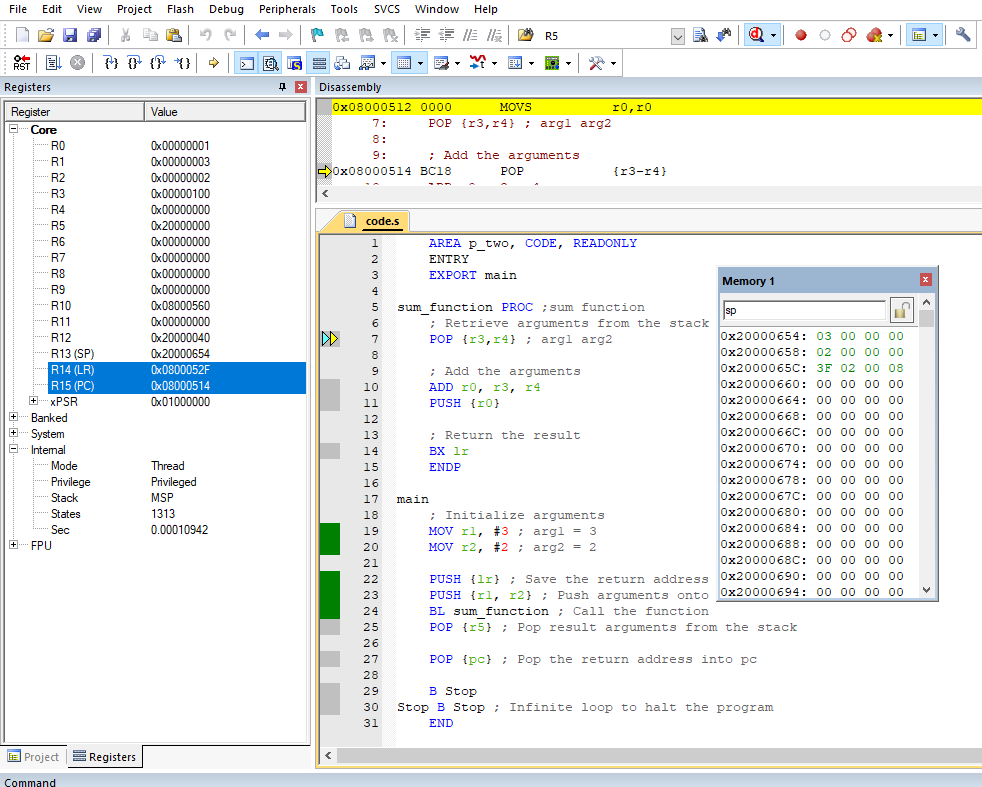 File Edit View Project Flash Debug Peripherals Tools SVCS Window Help
R5
RST
Registers
Disassembly
Register Value
Core
R0 0x00000001
R1 0x00000003
R2 0x00000002
R3 0x00000100
R4 0x00000000
R5 0x20000000
R6 0x00000000
R7 0x00000000
R8 0x00000000
R9 0x00000000
R10 0x08000560
R11 0x00000000
R12 0x20000040
R13 (SP) 0x20000654
R14 (LR) 0x0800052F
R15 (PC) 0x08000514
xPSR 0x01000000
Banked
System
Internal
Mode Thread
Privilege Privileged
Stack MSP
States 1313
Sec 0.00010942
FPU
Project Registers
0x08000512 0000 MOVS r0,r0
7: POP {r3,r4} ; arg1 arg2
8:
9: ; Add the arguments
0x08000514 BC18 POP {r3-r4}
code.s
1 AREA p_two, CODE, READONLY
2 ENTRY
3 EXPORT main
4
5 sum_function PROC ;sum function
6 ; Retrieve arguments from the stack
7 POP {r3,r4} ; arg1 arg2
8
9 ; Add the arguments
10 ADD r0, r3, r4
11 PUSH {r0}
12
13 ; Return the result
14 BX lr
15 ENDP
16
17 main
18 ; Initialize arguments
19 MOV r1, #3 ; arg1 = 3
20 MOV r2, #2 ; arg2 = 2
21
22 PUSH {lr} ; Save the return address
23 PUSH {r1, r2} ; Push arguments onto
24 BL sum_function ; Call the function
25 POP {r5} ; Pop result arguments from the stack
26
27 POP {pc} ; Pop the return address into pc
28
29 B Stop
30 Stop B Stop ; Infinite loop to halt the program
31 END
Memory 1
sp
0x20000654: 03 00 00 00
0x20000658: 02 00 00 00
0x2000065C: 3F 02 00 08
0x20000660: 00 00 00 00
0x20000664: 00 00 00 00
0x20000668: 00 00 00 00
0x2000066C: 00 00 00 00
0x20000670: 00 00 00 00
0x20000674: 00 00 00 00
0x20000678: 00 00 00 00
0x2000067C: 00 00 00 00
0x20000680: 00 00 00 00
0x20000684: 00 00 00 00
0x20000688: 00 00 00 00
0x2000068C: 00 00 00 00
0x20000690: 00 00 00 00
0x20000694: 00 00 00 00
Command